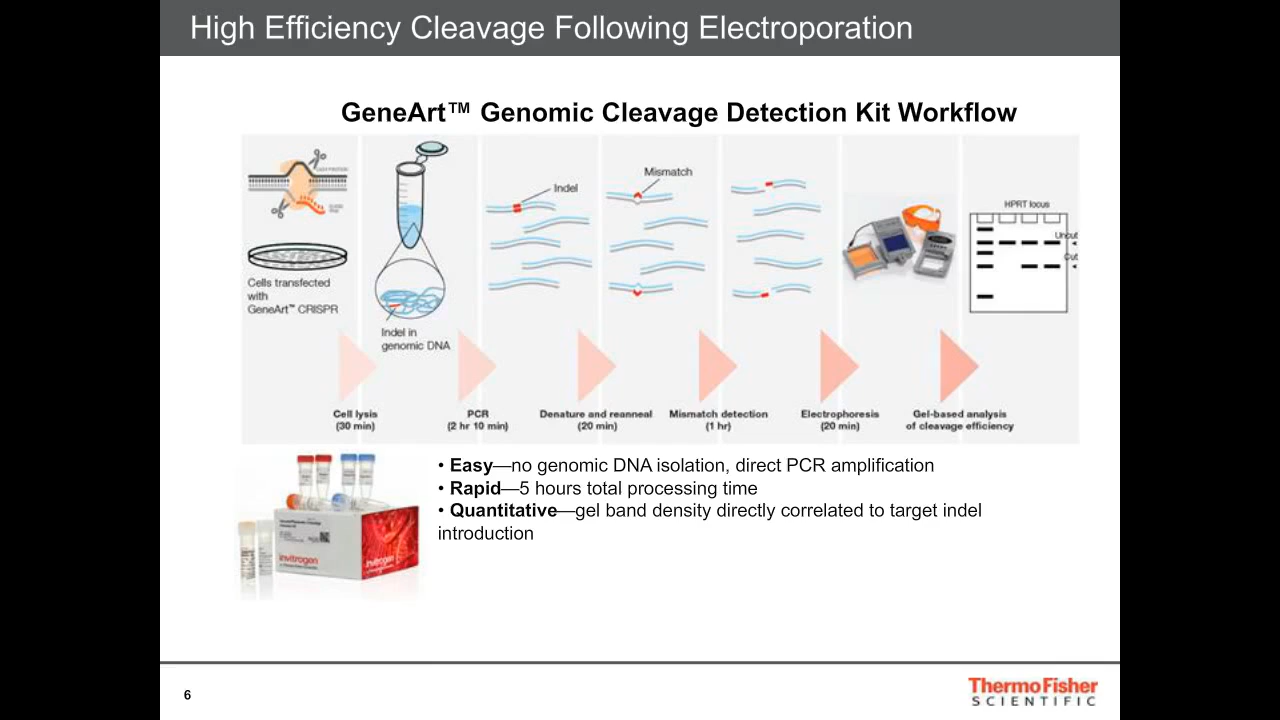 High Efficiency Cleavage Following Electroporation
GeneArt™ Genomic Cleavage Detection Kit Workflow
Cells transfected
with
GeneArt™ CRISPR
Indel in
genomic DNA
Indel
Mismatch
HPRT locus
Uncut
Cut
Cell lysis
(30 min)
PCR
(2 hr 10 min)
Denature and reanneal
(20 min)
Mismatch detection
(1 hr)
Electrophoresis
(20 min)
Gel-based analysis
of cleavage efficiency
• Easy—no genomic DNA isolation, direct PCR amplification
• Rapid—5 hours total processing time
• Quantitative—gel band density directly correlated to target indel
introduction
invitrogen
invitrogen
6
ThermoFisher
SCIENTIFIC